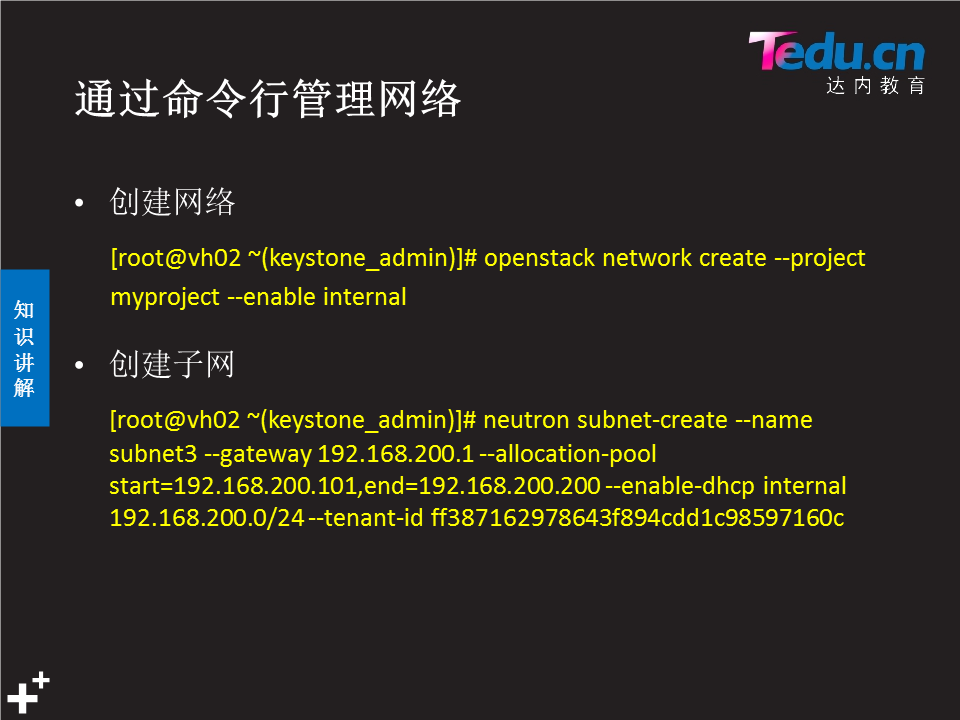 Tedu.cn
达内教育
通过命令行管理网络
• 创建网络
[root@vh02 ~(keystone_admin)]# openstack network create --project
myproject --enable internal
知
识
讲
解
• 创建子网
[root@vh02 ~(keystone_admin)]# neutron subnet-create --name
subnet3 --gateway 192.168.200.1 --allocation-pool
start=192.168.200.101,end=192.168.200.200 --enable-dhcp internal
192.168.200.0/24 --tenant-id ff387162978643f894cdd1c98597160c